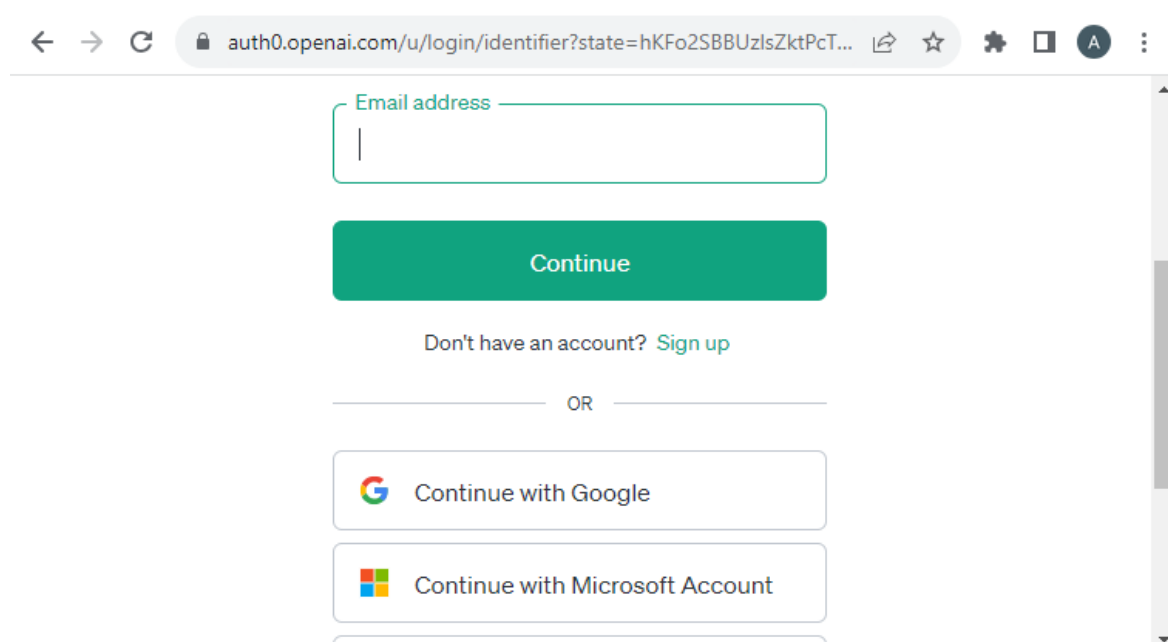 auth0.openai.com/u/login/identifier?state=hKFo2SBBUzlsZktPcT... A
Email address
Continue
Don't have an account? Sign up
OR
Continue with Google
Continue with Microsoft Account